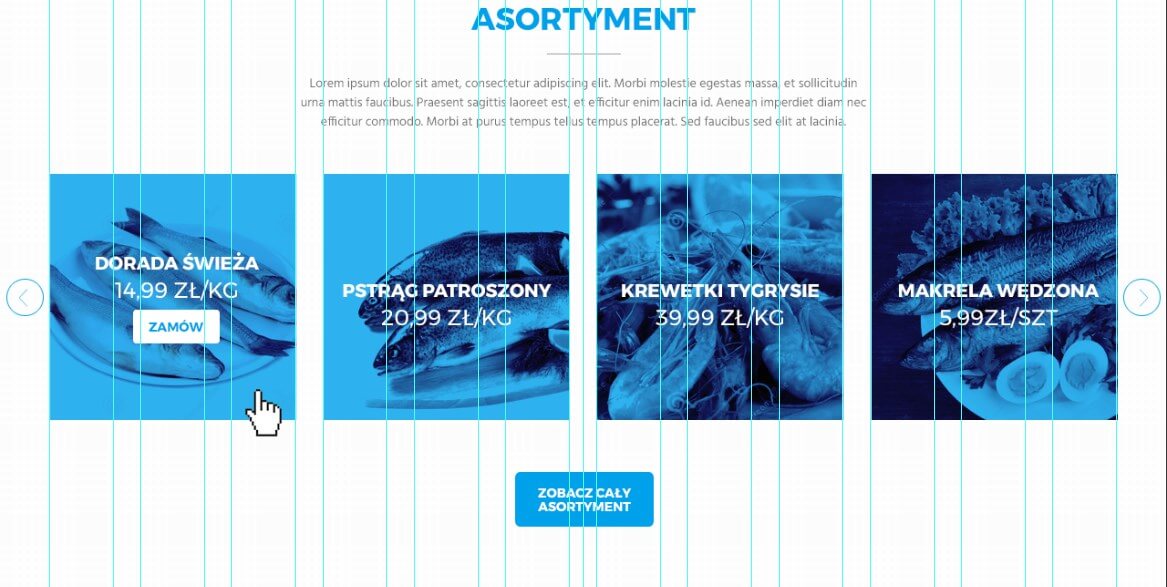 ASORTYMENT
Lorem ipsum dolor sit amet, consectetur adipiscing elit. Morbi molestie egestas massa, et sollicitudin
urna mattis faucibus. Praesent sagittis laoreet est, et efficitur enim lacinia id. Aenean imperdiet diam nec
efficitur commodo. Morbi at purus tempus tellus tempus placerat. Sed faucibus sed elit at lacinia.
DORADA ŚWIEŻA
14,99 ZŁ/KG
ZAMÓW
PSTRĄG PATROSZONY
20,99 ZŁ/KG
KREWETKI TYGRYSIE
39,99 ZŁ/KG
MAKRELA WĘDZONA
5,99ZŁ/SZT
ZOBACZ CAŁY
ASORTYMENT